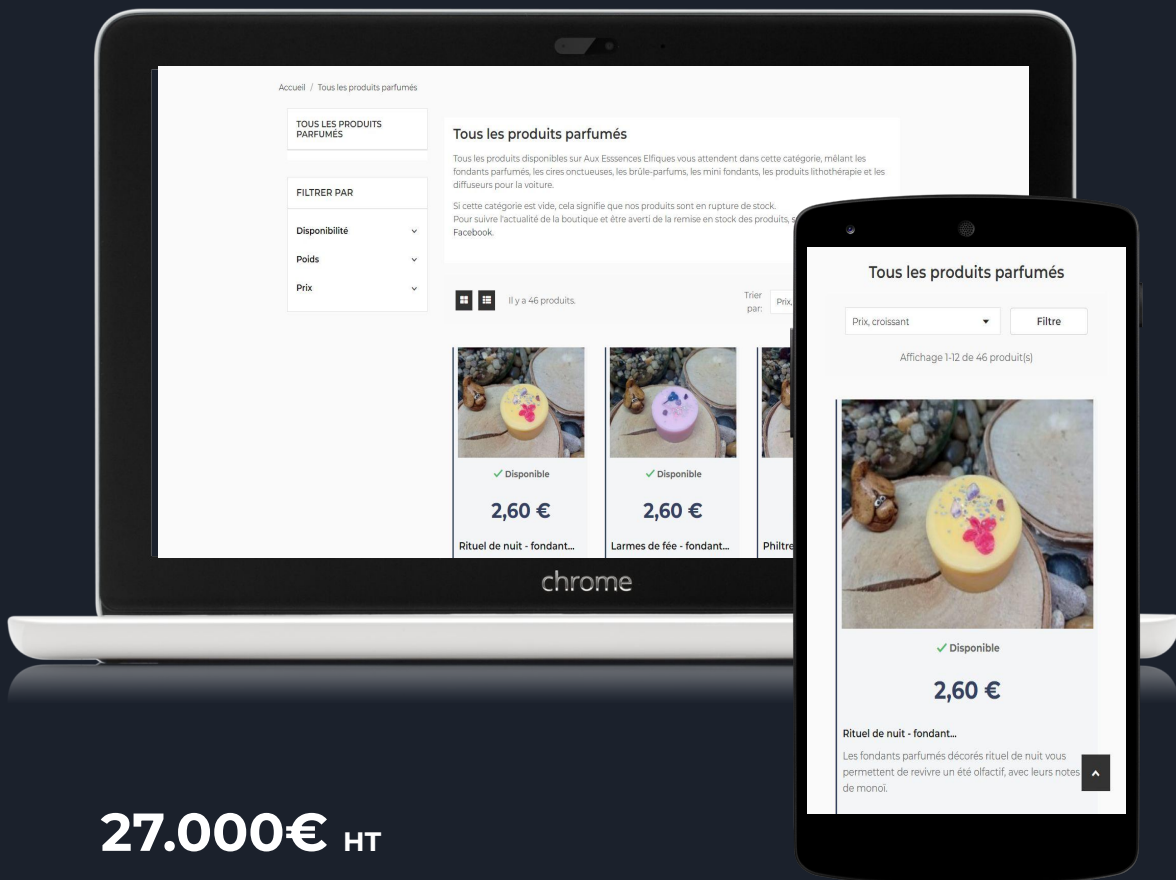 Accueil / Tous les produits parfumés
TOUS LES PRODUITS
PARFUMÉS
FILTRER PAR
Disponibilité
Poids
Prix
Tous les produits parfumés
Tous les produits disponibles sur Aux Esssences Elfiques vous attendent dans cette catégorie, mêlant les
fondants parfumés, les cires onctueuses, les brûle-parfums, les mini fondants, les produits lithothérapie et les
diffuseurs pour la voiture.
Si cette catégorie est vide, cela signifie que nos produits sont en rupture de stock.
Pour suivre l'actualité de la boutique et être averti de la remise en stock des produits, s
Facebook.
Il y a 46 produits.
Trier
par:
Prix,
Disponible
2,60 €
Rituel de nuit - fondant...
Disponible
2,60 €
Larmes de fée - fondant...
Philtre
chrome
Tous les produits parfumés
Prix, croissant
Filtre
Affichage 1-12 de 46 produit(s)
Disponible
2,60 €
Rituel de nuit - fondant...
Les fondants parfumés décorés rituel de nuit vous
permettent de revivre un été olfactif, avec leurs notes
de monoï.
27.000€ HT